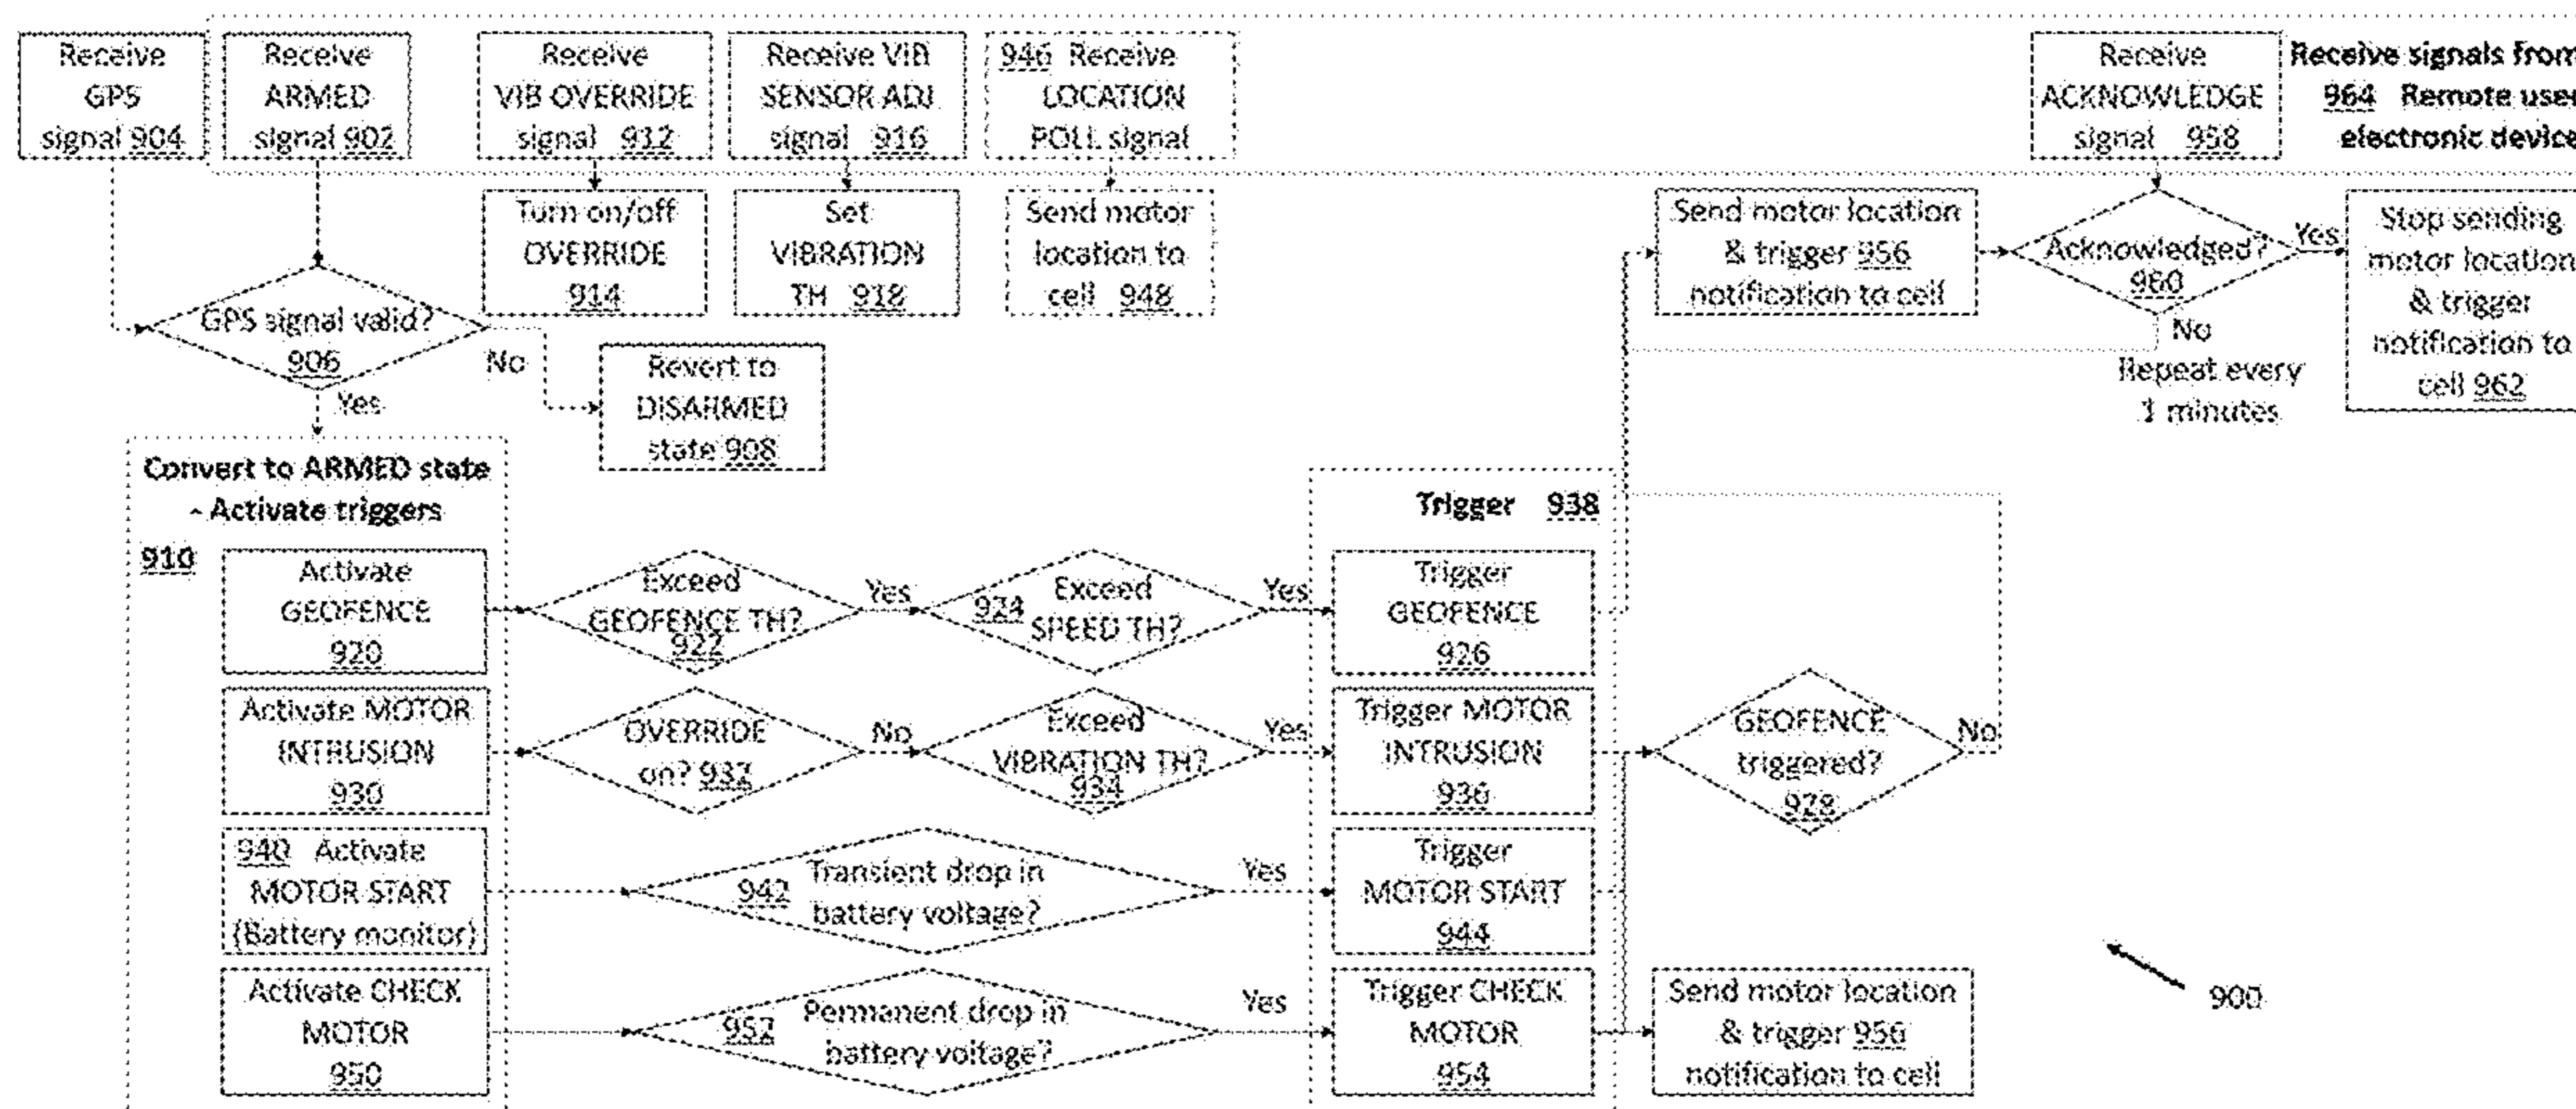 Receive
GPS
signal 904
Receive
ARMED
signal 902
Receive
VIB OVERRIDE
signal 912
Receive VIB
SENSOR ADJ
signal 916
946 Receive
LOCATION
POLL signal
Receive
ACKNOWLEDGE
signal 958
Receive signals from
964 Remote user
electronic device
Turn on/off
OVERRIDE
914
Set
VIBRATION
TH 918
Send motor
location to
cell 948
Send motor location
& trigger 956
notification to cell
Acknowledged?
960
Yes
No
Repeat every
1 minutes
Stop sending
motor location
& trigger
notification to
cell 962
GPS signal valid?
906
No
Yes
Revert to
DISARMED
state 908
Convert to ARMED state
- Activate triggers
910
Trigger 938
Activate
GEOFENCE
920
Exceed
GEOFENCE TH?
922
Yes
924 Exceed
SPEED TH?
Yes
Trigger
GEOFENCE
926
Activate MOTOR
INTRUSION
930
OVERRIDE
on? 932
No
Exceed
VIBRATION TH?
934
Yes
Trigger MOTOR
INTRUSION
936
GEOFENCE
triggered?
928
No
940 Activate
MOTOR START
(Battery monitor)
942 Transient drop in
battery voltage?
Yes
Trigger
MOTOR START
944
Activate CHECK
MOTOR
950
952 Permanent drop in
battery voltage?
Yes
Trigger CHECK
MOTOR
954
Send motor location
& trigger 956
notification to cell
900